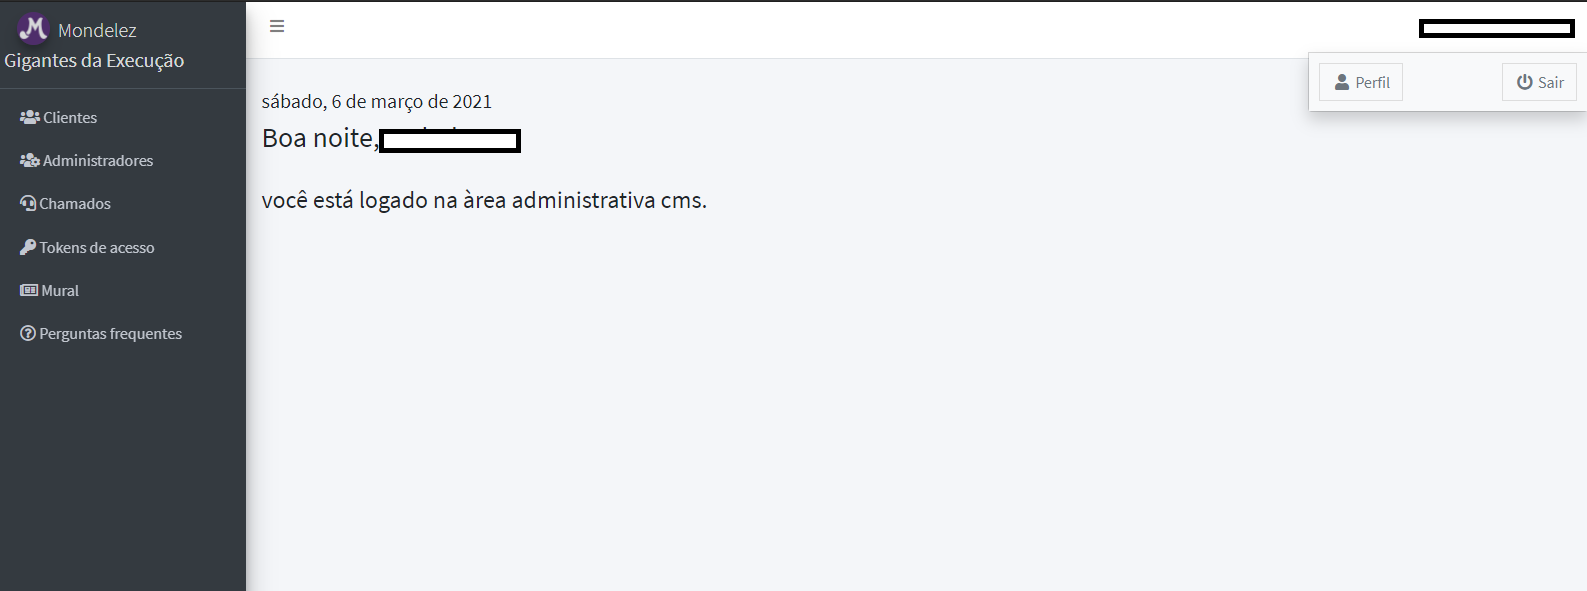 Mondelez
Gigantes da Execução
Clientes
Administradores
Chamados
Tokens de acesso
Mural
Perguntas frequentes
Perfil
Sair
sábado, 6 de março de 2021
Boa noite,
você está logado na àrea administrativa cms.